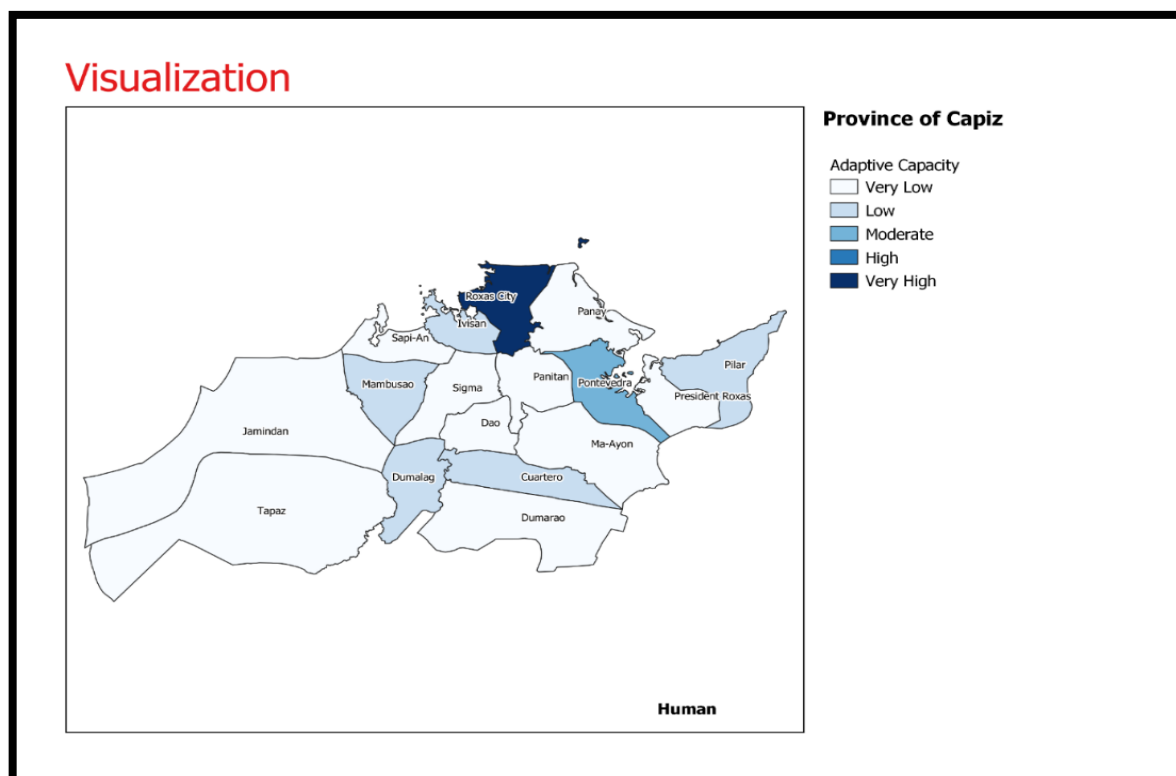 Visualization
Province of Capiz
Adaptive Capacity
Very Low
Low
Moderate
High
Very High
Roxas City
Panay
Ivisan
Sapi-An
Pilar
Panitan
Pontevedra
Mambusao
Sigma
President Roxas
Dao
Jamindan
Ma-Ayon
Dumalag
Cuartero
Tapaz
Dumarao
Human